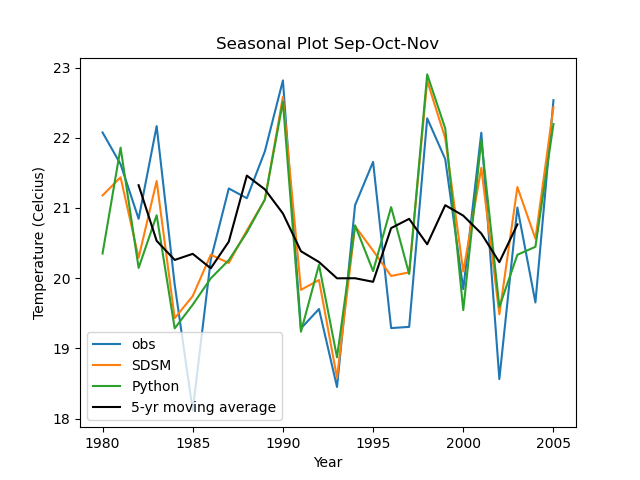 Seasonal Plot Sep-Oct-Nov
23
22
21
20
19
18
Temperature (Celcius)
obs
SDSM
Python
5-yr moving average
1980 1985 1990 1995 2000 2005
Year